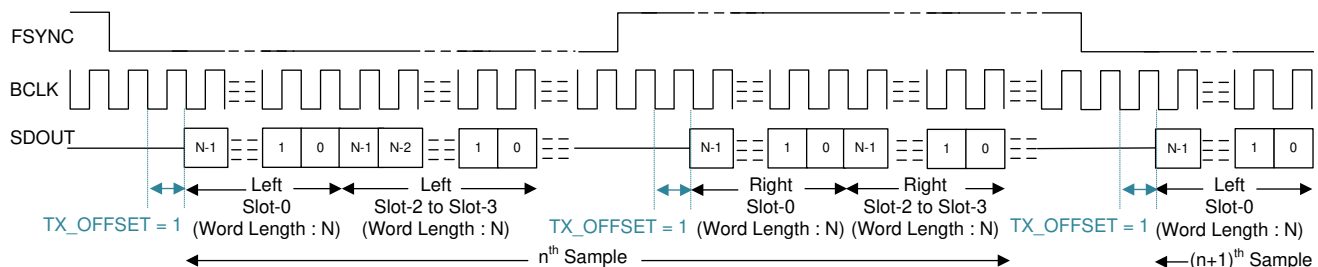 FSYNC
BCLK
SDOUT
N-1 1 0 N-1 N-2 1 0 N-1 1 0 N-1 1 0 N-1 1 0
Left Left Right Right Left
Slot-0 Slot-2 to Slot-3 Slot-0 Slot-2 to Slot-3 Slot-0
TX_OFFSET = 1 (Word Length : N) (Word Length : N) TX_OFFSET = 1 (Word Length : N) (Word Length : N) TX_OFFSET = 1 (Word Length : N)
nth Sample (n+1)th Sample